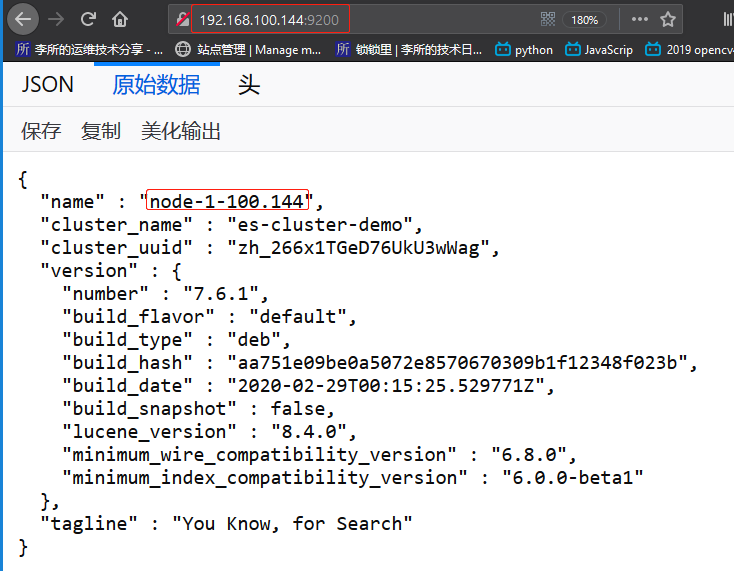 192.168.100.144:9200 180%
李所的运维技术分享 - ... 站点管理 | Manage m... 锁锁里 | 李所的技术日... python JavaScrip 2019 opencv
JSON 原始数据 头
保存 复制 美化输出
{
"name" : "node-1-100.144",
"cluster_name" : "es-cluster-demo",
"cluster_uuid" : "zh_266x1TGeD76UkU3wWag",
"version" : {
"number" : "7.6.1",
"build_flavor" : "default",
"build_type" : "deb",
"build_hash" : "aa751e09be0a5072e8570670309b1f12348f023b",
"build_date" : "2020-02-29T00:15:25.529771Z",
"build_snapshot" : false,
"lucene_version" : "8.4.0",
"minimum_wire_compatibility_version" : "6.8.0",
"minimum_index_compatibility_version" : "6.0.0-beta1"
},
"tagline" : "You Know, for Search"
}